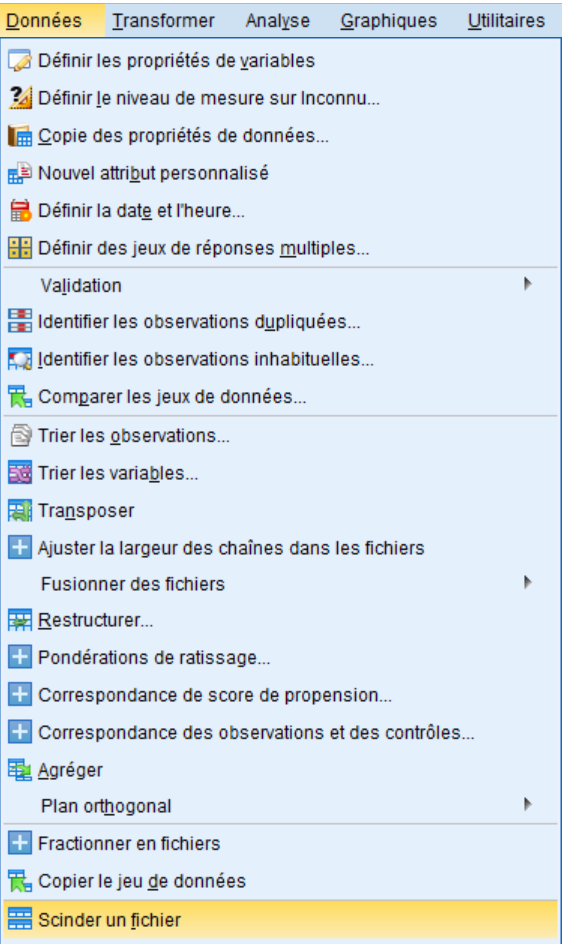 Données Transformer Analyse Graphiques Utilitaires
Définir les propriétés de variables
Définir le niveau de mesure sur Inconnu...
Copie des propriétés de données...
Nouvel attribut personnalisé
Définir la date et l'heure...
Définir des jeux de réponses multiples...
Validation
Identifier les observations dupliquées...
Identifier les observations inhabituelles...
Comparer les jeux de données...
Trier les observations...
Trier les variables...
Transposer
Ajuster la largeur des chaînes dans les fichiers
Fusionner des fichiers
Restructurer...
Pondérations de ratissage...
Correspondance de score de propension...
Correspondance des observations et des contrôles...
Agréger
Plan orthogonal
Fractionner en fichiers
Copier le jeu de données
Scinder un fichier